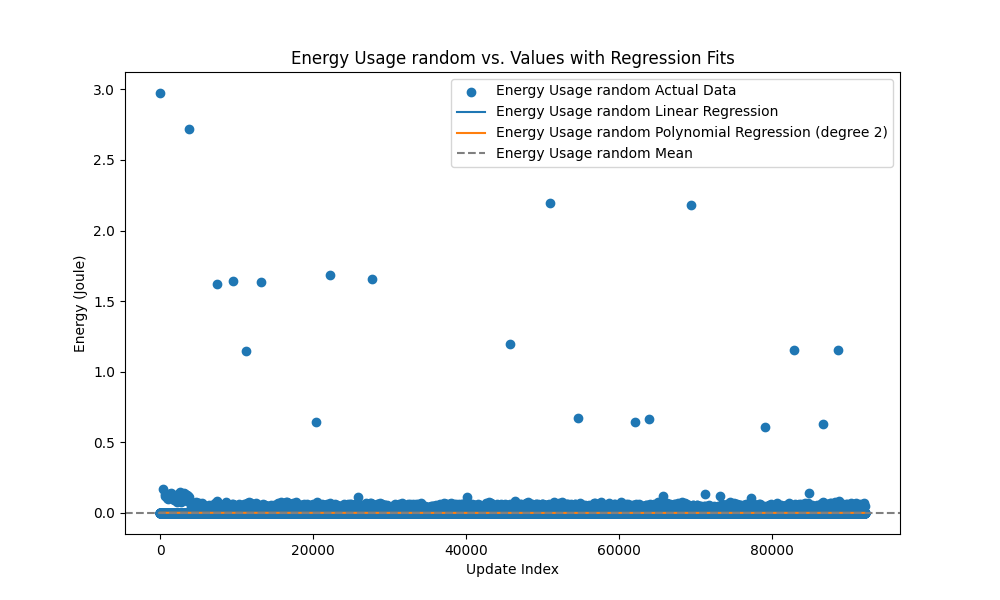 Energy Usage random vs. Values with Regression Fits
Energy Usage random Actual Data
Energy Usage random Linear Regression
Energy Usage random Polynomial Regression (degree 2)
Energy Usage random Mean
Energy (Joule)
3.0
2.5
2.0
1.5
1.0
0.5
0.0
0 20000 40000 60000 80000
Update Index